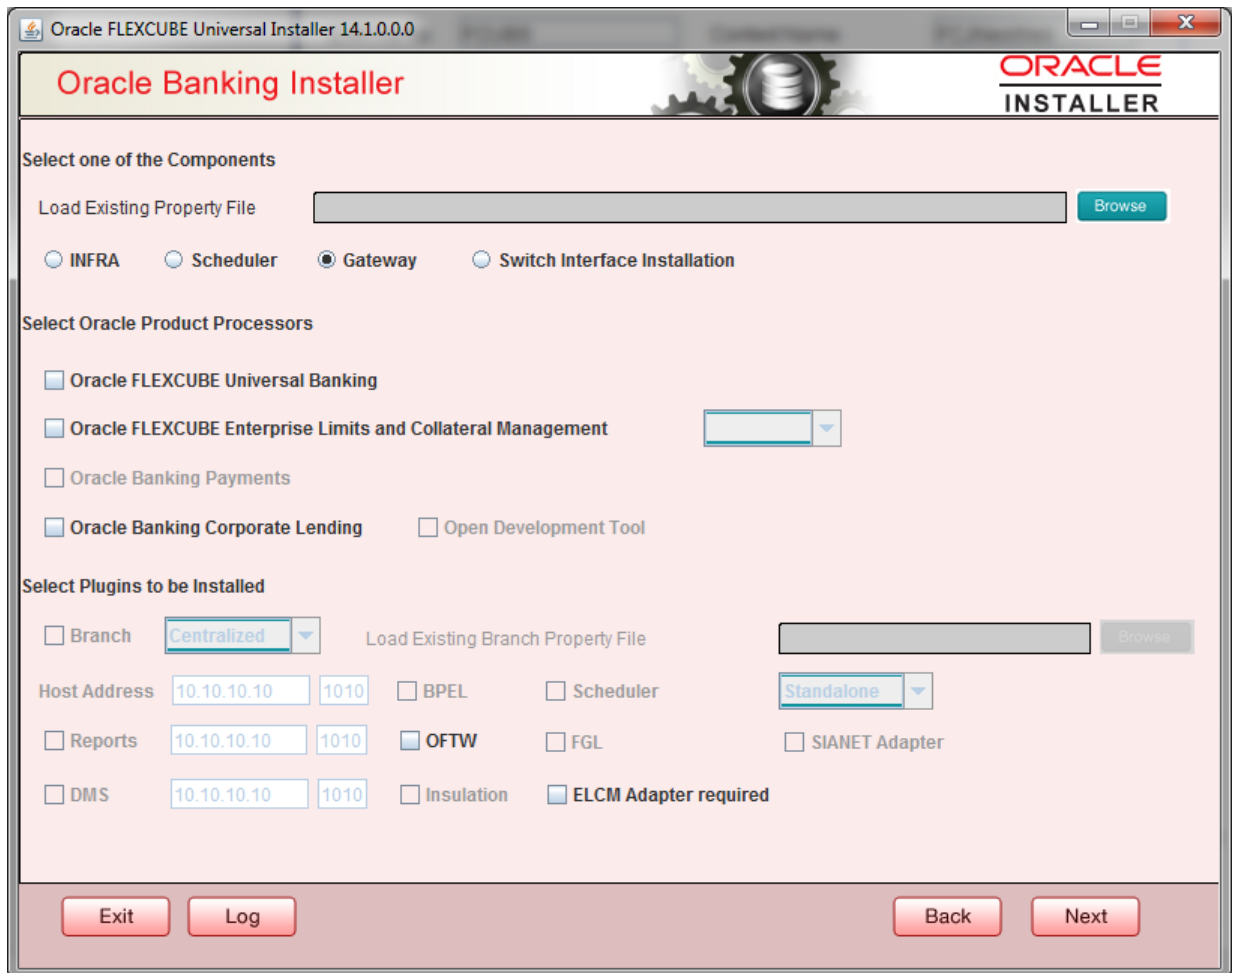 Oracle FLEXCUBE Universal Installer 14.1.0.0.0
Oracle Banking Installer
ORACLE
INSTALLER
Select one of the Components
Load Existing Property File
Browse
INFRA Scheduler Gateway Switch Interface Installation
Select Oracle Product Processors
Oracle FLEXCUBE Universal Banking
Oracle FLEXCUBE Enterprise Limits and Collateral Management
Oracle Banking Payments
Oracle Banking Corporate Lending Open Development Tool
Select Plugins to be Installed
Branch Centralized Load Existing Branch Property File Browse
Host Address 10.10.10.10 1010 BPEL Scheduler Standalone
Reports 10.10.10.10 1010 OFTW FGL SIANET Adapter
DMS 10.10.10.10 1010 Insulation ELCM Adapter required
Exit Log Back Next